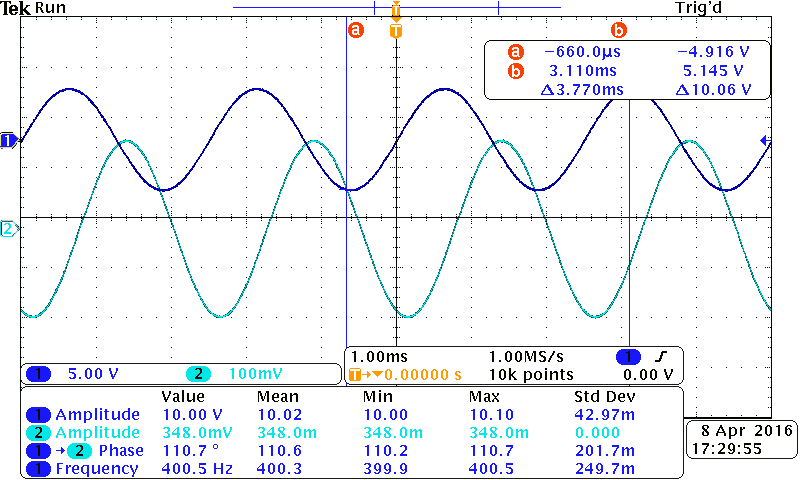 Tek Run Trig'd
T
a T b
a −660.0µs −4.916 V
b 3.110ms 5.145 V
Δ3.770ms Δ10.06 V
1
2
1 5.00 V 2 100mV
1.00ms 1.00MS/s 1 ʃ
T→▼0.00000 s 10k points 0.00 V
Value Mean Min Max Std Dev
1 Amplitude 10.00 V 10.02 10.00 10.10 42.97m
2 Amplitude 348.0mV 348.0m 348.0m 348.0m 0.000
1 → 2 Phase 110.7 ° 110.6 110.2 110.7 201.7m
1 Frequency 400.5 Hz 400.3 399.9 400.5 249.7m
8 Apr 2016
17:29:55